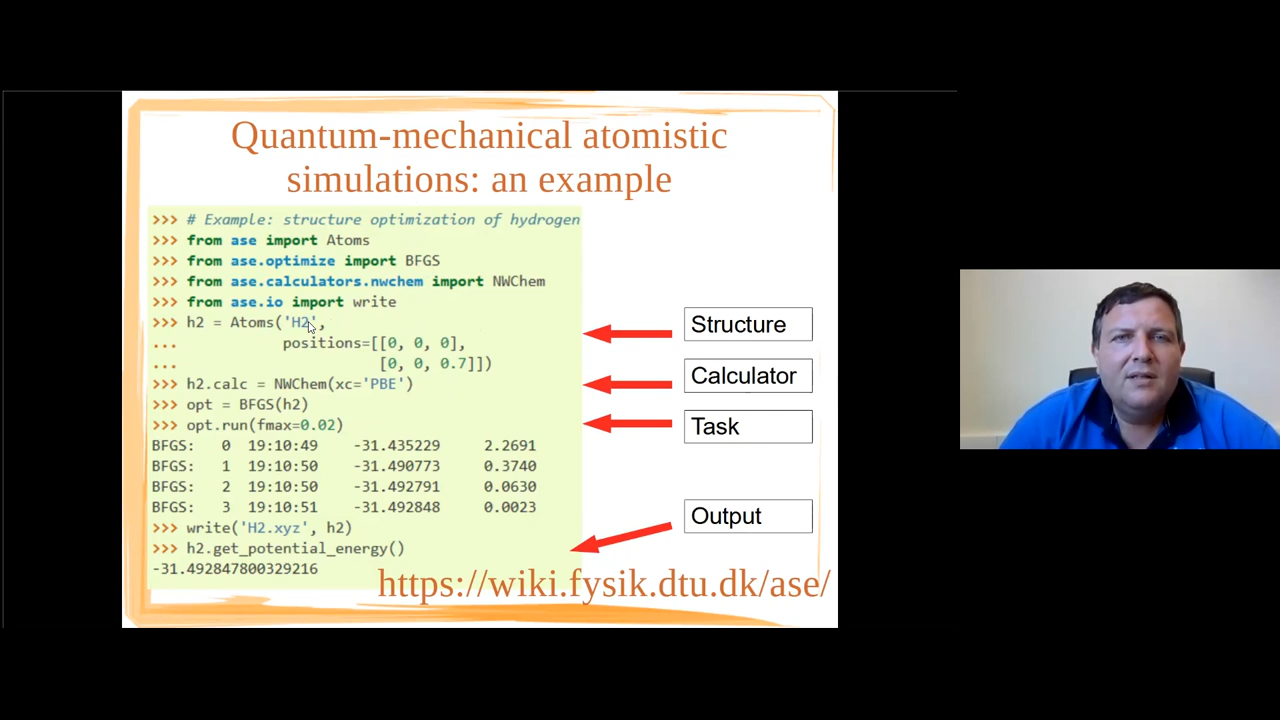 Quantum-mechanical atomistic
simulations: an example
>>> # Example: structure optimization of hydrogen
>>> from ase import Atoms
>>> from ase.optimize import BFGS
>>> from ase.calculators.nwchem import NWChem
>>> from ase.io import write
>>> h2 = Atoms('H2',
...            positions=[[0, 0, 0],
...                       [0, 0, 0.7]])
>>> h2.calc = NWChem(xc='PBE')
>>> opt = BFGS(h2)
>>> opt.run(fmax=0.02)
BFGS:   0  19:10:49    -31.435229     2.2691
BFGS:   1  19:10:50    -31.490773     0.3740
BFGS:   2  19:10:50    -31.492791     0.0630
BFGS:   3  19:10:51    -31.492848     0.0023
>>> write('H2.xyz', h2)
>>> h2.get_potential_energy()
-31.492847800329216
Structure
Calculator
Task
Output
https://wiki.fysik.dtu.dk/ase/